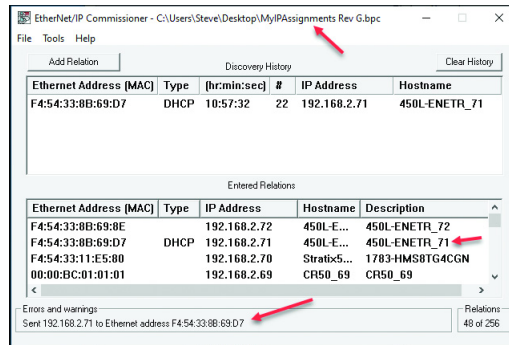 EtherNet/IP Commissioner - C:\Users\Steve\Desktop\MyIPAssignments Rev G.bpc
File Tools Help
Add Relation Discovery History Clear History
Ethernet Address (MAC) Type (hr:min:sec) # IP Address Hostname
F4:54:33:8B:69:D7 DHCP 10:57:32 22 192.168.2.71 450L-ENETR_71
Entered Relations
Ethernet Address (MAC) Type IP Address Hostname Description
F4:54:33:8B:69:8E 192.168.2.72 450L-E... 450L-ENETR_72
F4:54:33:8B:69:D7 DHCP 192.168.2.71 450L-E... 450L-ENETR_71
F4:54:33:11:E5:80 192.168.2.70 Stratix5... 1783-HMS8TG4CGN
00:00:BC:01:01:01 192.168.2.69 CR50_69 CR50_69
Errors and warnings Relations
Sent 192.168.2.71 to Ethernet address F4:54:33:8B:69:D7 48 of 256